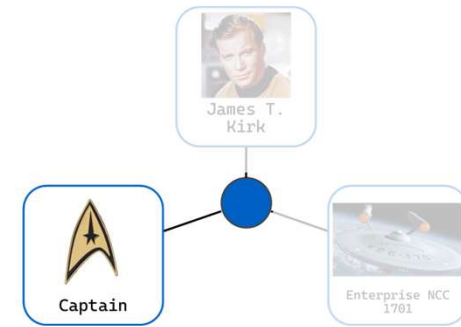 James T.
Kirk
Captain
Enterprise NCC
1701